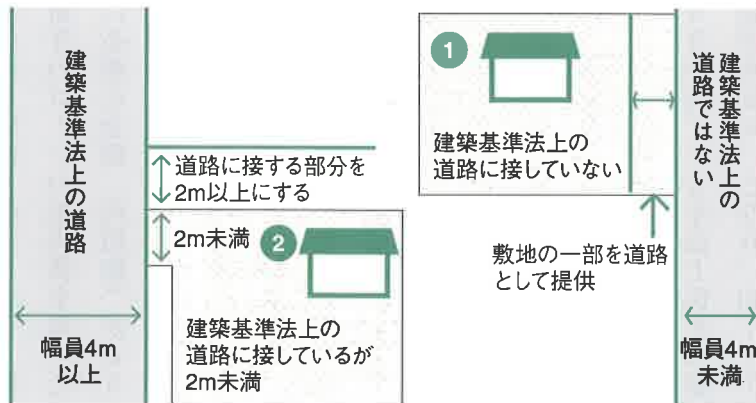 建築基準法上の道路
幅員4m
以上
道路に接する部分を
2m以上にする
2m未満
2
建築基準法上の
道路に接しているが
2m未満
1
建築基準法上の
道路に接していない
敷地の一部を道路
として提供
建築基準法上の
道路ではない
幅員4m
未満